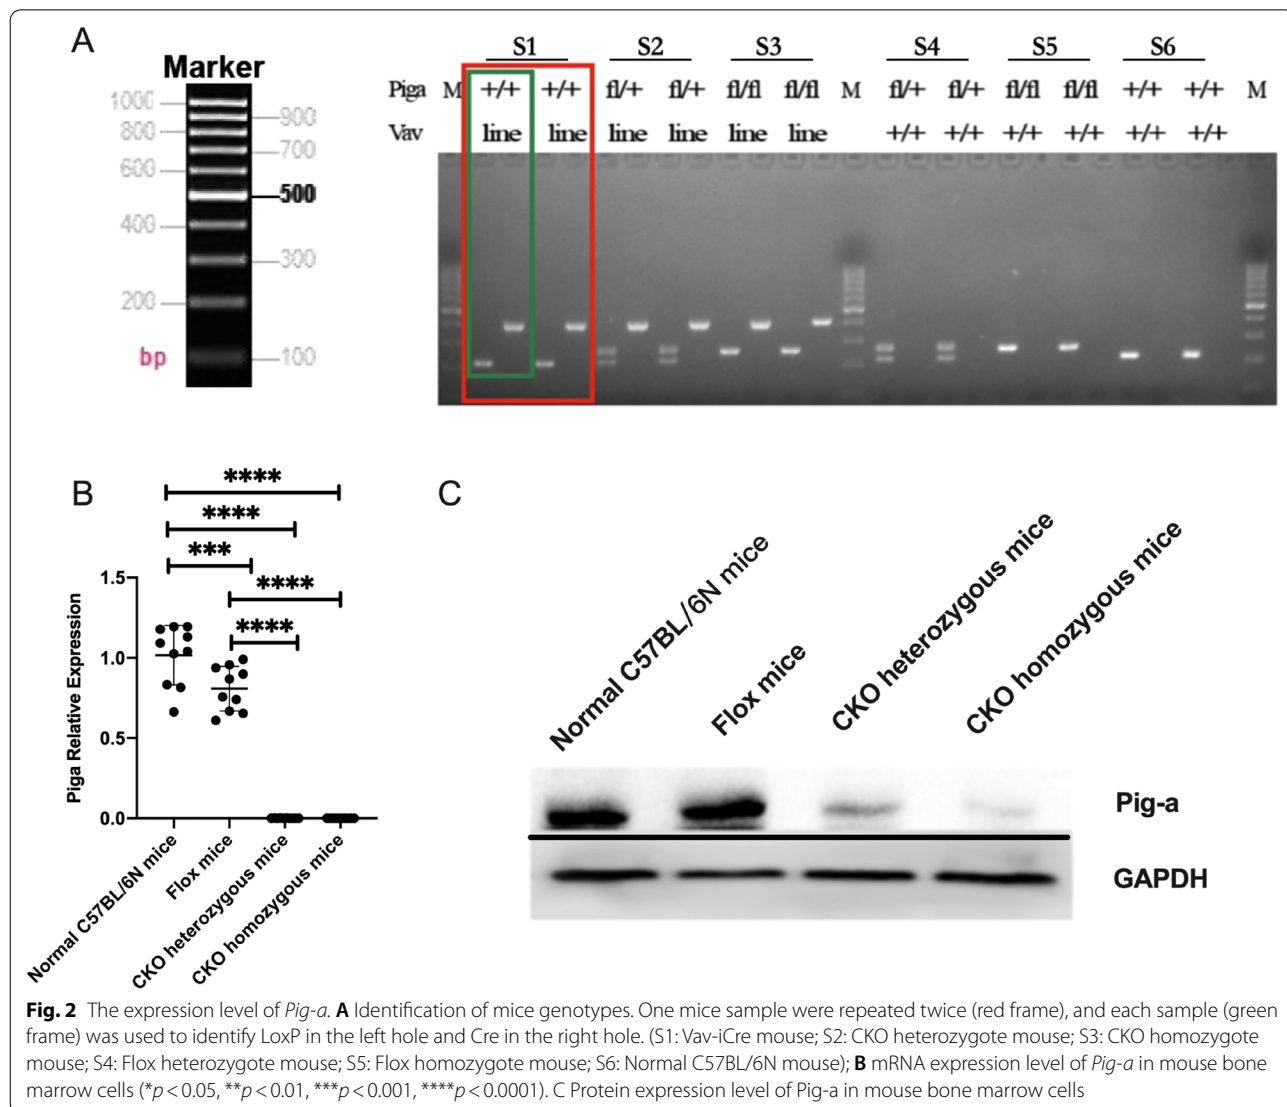 A
Marker
1000
900
800
700
600
500
400
300
200
bp
100
S1 S2 S3 S4 S5 S6
Piga M +/+ +/+ fl/+ fl/+ fl/fl fl/fl M fl/+ fl/+ fl/fl fl/fl +/+ +/+ M
Vav line line line line line line +/+ +/+ +/+ +/+ +/+ +/+
B
****
****
***
****
****
Piga Relative Expression
1.5
1.0
0.5
0.0
Normal C57BL/6N mice
Flox mice
CKO heterozygous mice
CKO homozygous mice
C
Normal C57BL/6N mice
Flox mice
CKO heterozygous mice
CKO homozygous mice
Pig-a
GAPDH
Fig. 2 The expression level of Pig-a. A Identification of mice genotypes. One mice sample were repeated twice (red frame), and each sample (green
frame) was used to identify LoxP in the left hole and Cre in the right hole. (S1: Vav-iCre mouse; S2: CKO heterozygote mouse; S3: CKO homozygote
mouse; S4: Flox heterozygote mouse; S5: Flox homozygote mouse; S6: Normal C57BL/6N mouse); B mRNA expression level of Pig-a in mouse bone
marrow cells (*p < 0.05, **p < 0.01, ***p < 0.001, ****p < 0.0001). C Protein expression level of Pig-a in mouse bone marrow cells